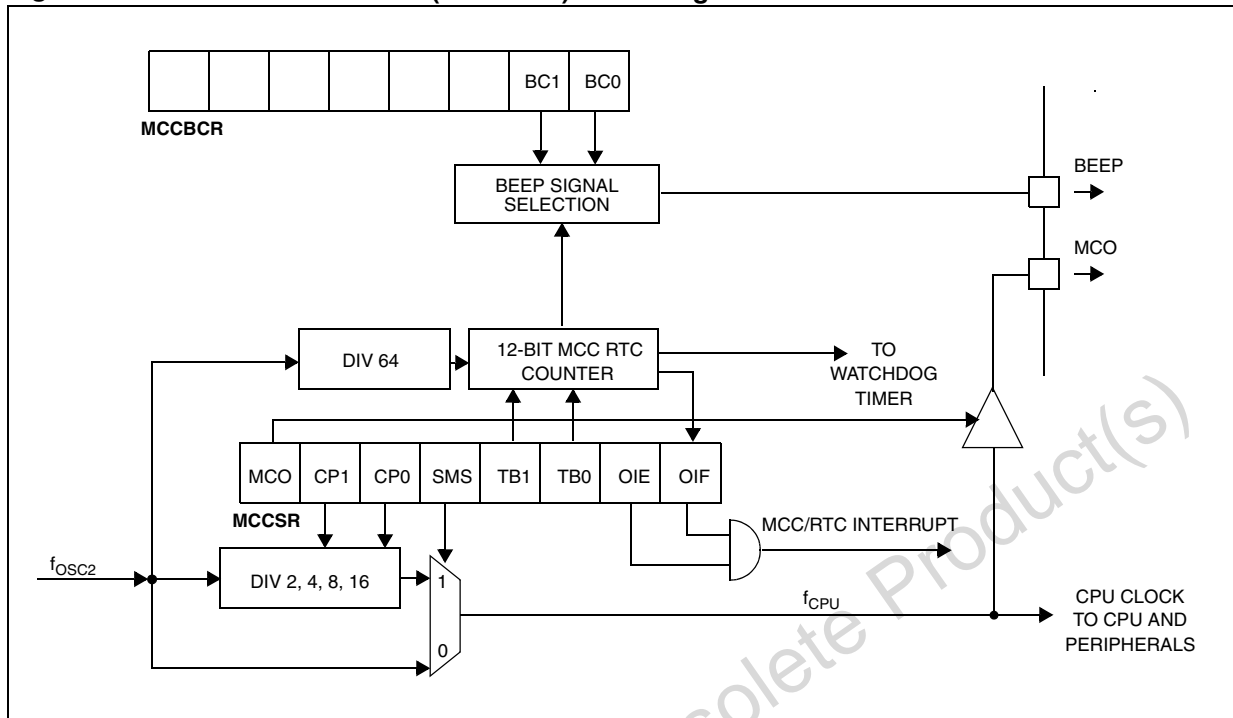 BC1 BC0
MCCBCR
BEEP SIGNAL
SELECTION
BEEP
MCO
DIV 64
12-BIT MCC RTC
COUNTER
TO
WATCHDOG
TIMER
MCO CP1 CP0 SMS TB1 TB0 OIE OIF
MCCSR
MCC/RTC INTERRUPT
fOSC2
DIV 2, 4, 8, 16
1
0
fCPU
CPU CLOCK
TO CPU AND
PERIPHERALS
solete Product(s)